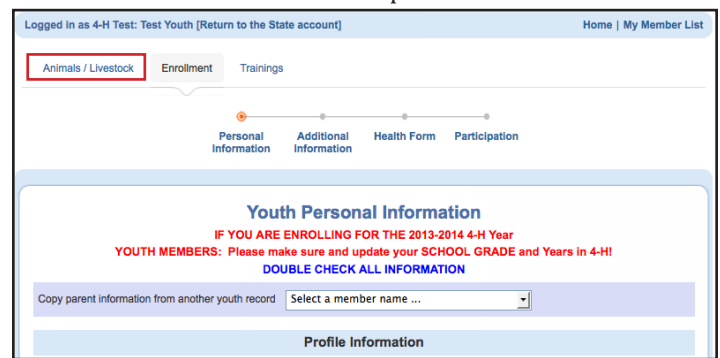 Logged in as 4-H Test: Test Youth [Return to the State account] Home | My Member List
Animals / Livestock Enrollment Trainings
Personal Information Additional Information Health Form Participation
Youth Personal Information
IF YOU ARE ENROLLING FOR THE 2013-2014 4-H Year
YOUTH MEMBERS: Please make sure and update your SCHOOL GRADE and Years in 4-H!
DOUBLE CHECK ALL INFORMATION
Copy parent information from another youth record Select a member name ...
Profile Information